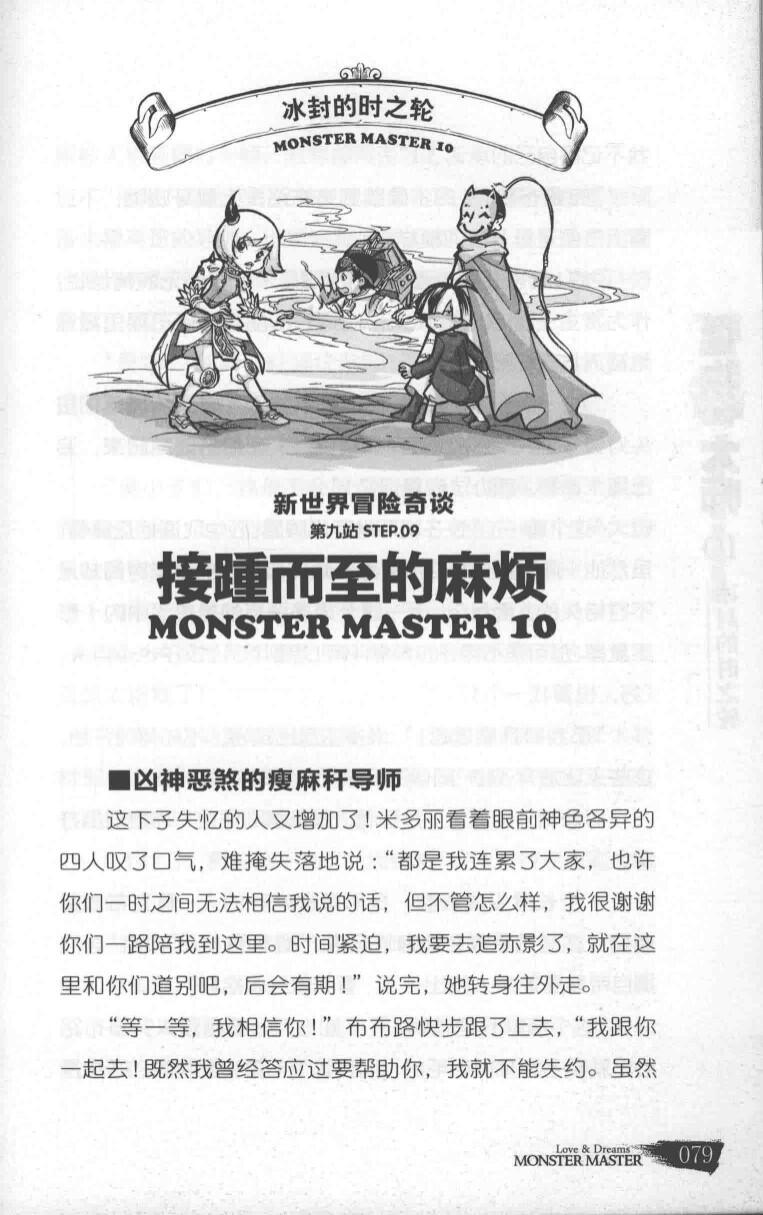 冰封的时之轮
MONSTER MASTER 10
新世界冒险奇谈
第九站 STEP.09
接踵而至的麻烦
MONSTER MASTER 10
■凶神恶煞的瘦麻秆导师
这下子失忆的人又增加了！米多丽看着眼前神色各异的
四人叹了口气，难掩失落地说：“都是我连累了大家，也许
你们一时之间无法相信我说的话，但不管怎么样，我很谢谢
你们一路陪我到这里。时间紧迫，我要去追赤影了，就在这
里和你们道别吧，后会有期！”说完，她转身往外走。
“等一等，我相信你！”布布路快步跟了上去，“我跟你
一起去！既然我曾经答应过要帮助你，我就不能失约。虽然
Love & Dreams
MONSTER MASTER 079